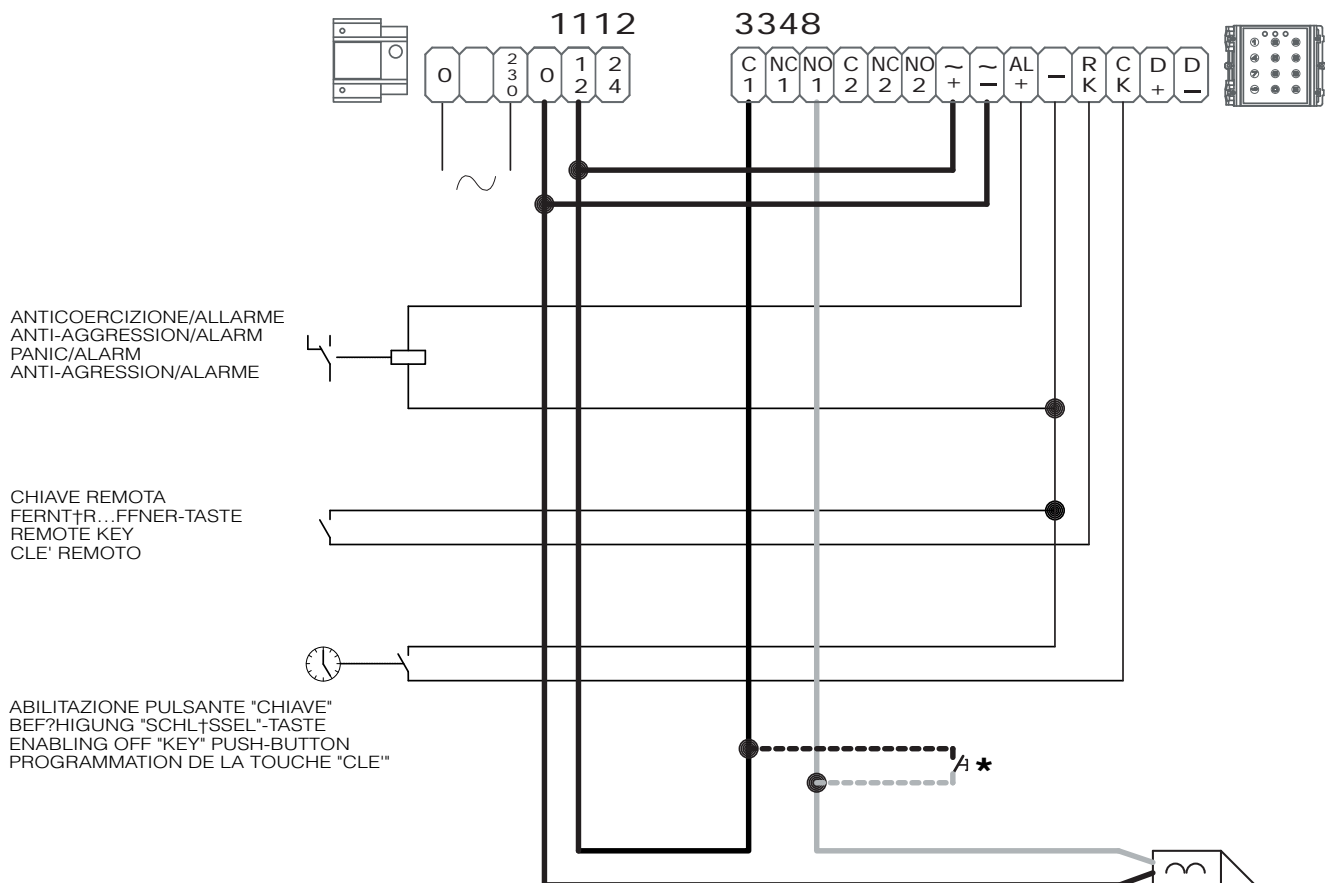 1112 3348
0 230 0 12 24
C1 NC1 NO1 C2 NC2 NO2 ~+ ~− AL+ − RK CK D+ D−
ANTICOERCIZIONE/ALLARME
ANTI-AGGRESSION/ALARM
PANIC/ALARM
ANTI-AGRESSION/ALARME
CHIAVE REMOTA
FERNT†R...FFNER-TASTE
REMOTE KEY
CLE' REMOTO
ABILITAZIONE PULSANTE "CHIAVE"
BEF?HIGUNG "SCHL†SSEL"-TASTE
ENABLING OFF "KEY" PUSH-BUTTON
PROGRAMMATION DE LA TOUCHE "CLE'"
*